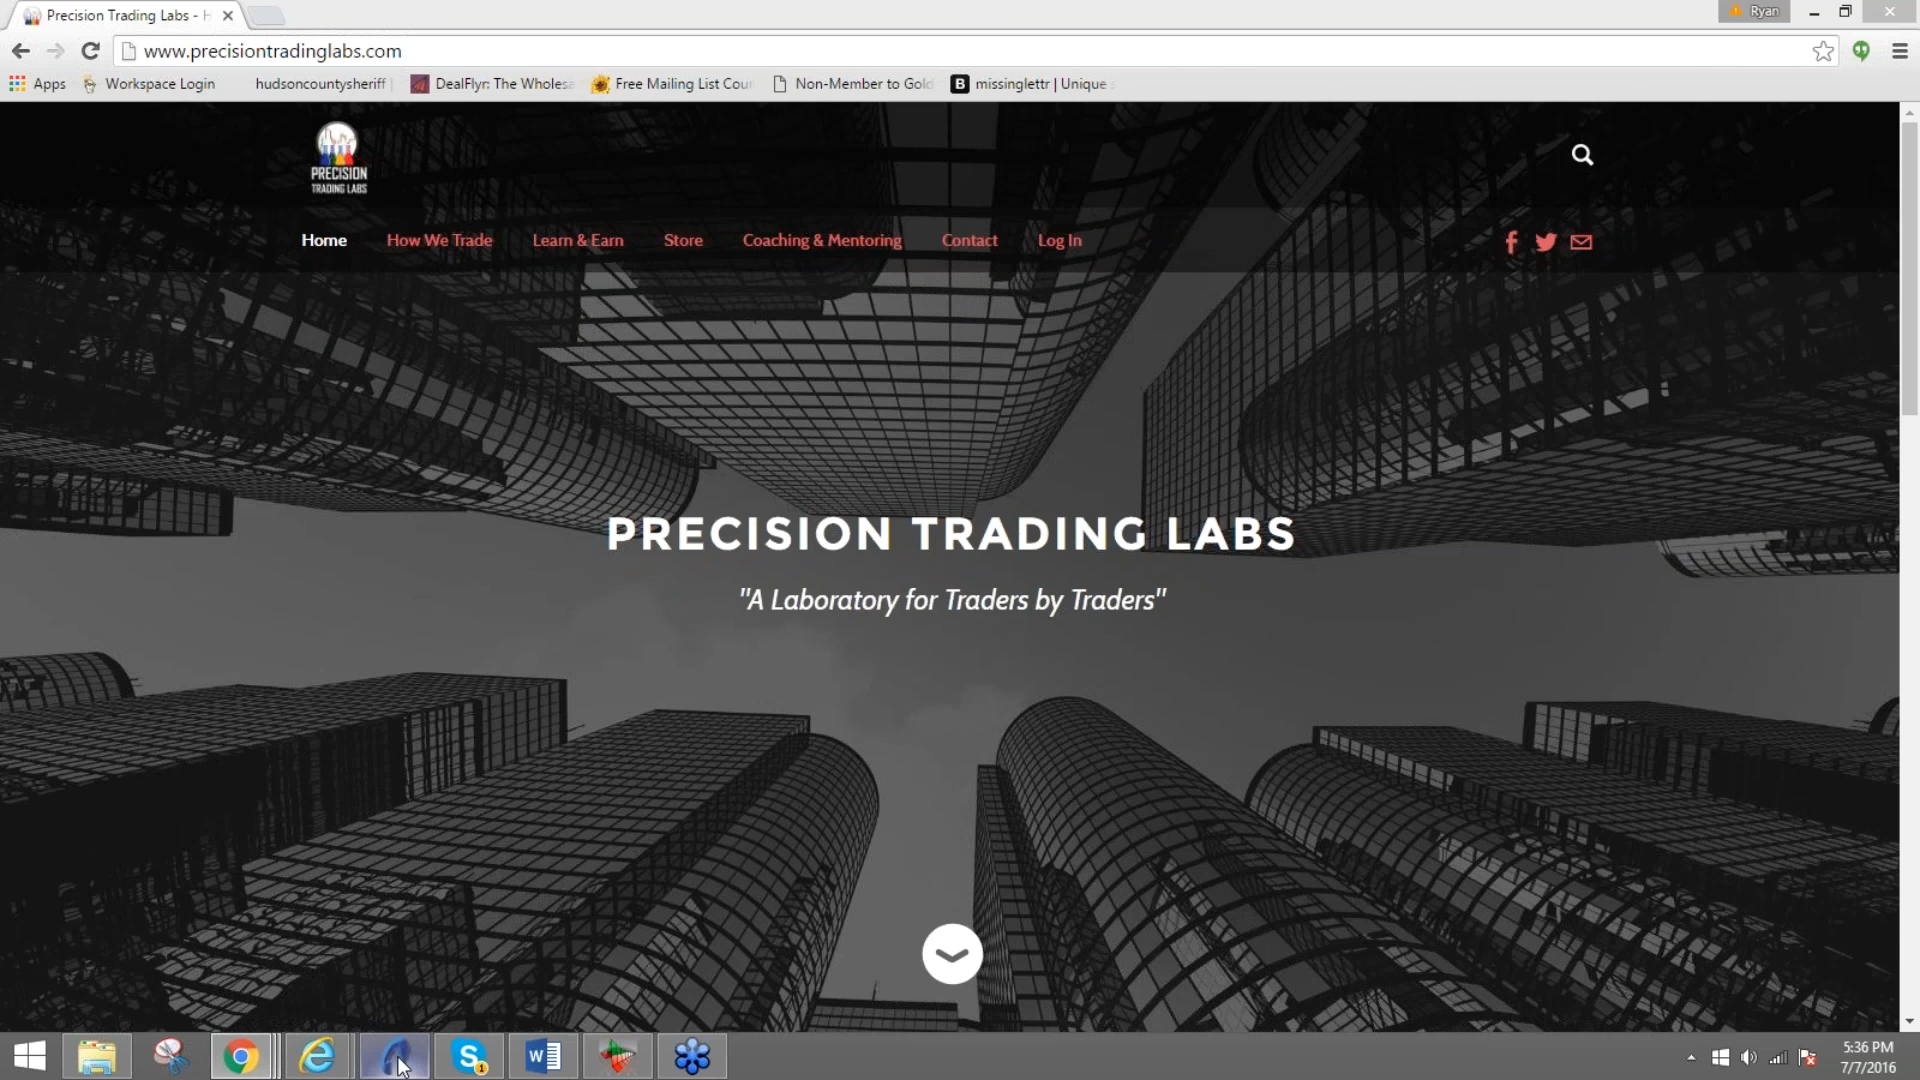 Precision Trading Labs - H
Ryan
www.precisiontradinglabs.com
Apps
Workspace Login
hudsoncountysheriff
DealFlyr: The Wholesa
Free Mailing List Cou
Non-Member to Gold
B
missinglettr | Unique s
PRECISION
TRADING LABS
Home
How We Trade
Learn & Earn
Store
Coaching & Mentoring
Contact
Log In
PRECISION TRADING LABS
"A Laboratory for Traders by Traders"
5:36 PM
7/7/2016